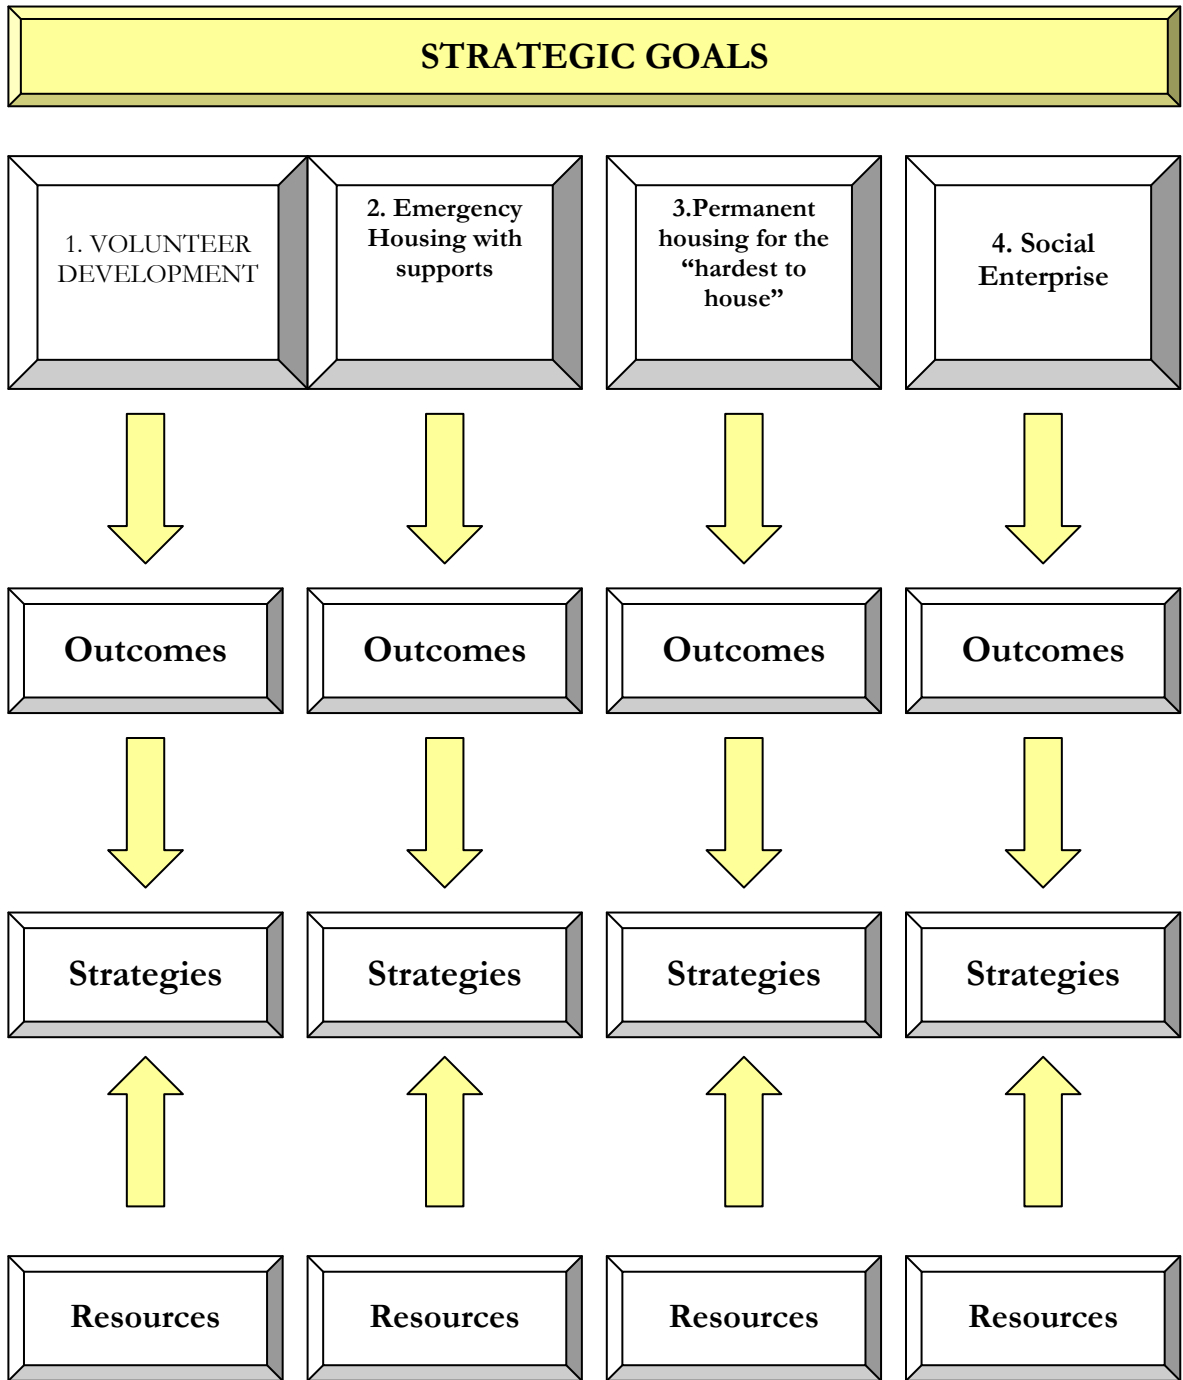 STRATEGIC GOALS
1. VOLUNTEER
DEVELOPMENT
2. Emergency
Housing with
supports
3.Permanent
housing for the
“hardest to
house”
4. Social
Enterprise
Outcomes
Outcomes
Outcomes
Outcomes
Strategies
Strategies
Strategies
Strategies
Resources
Resources
Resources
Resources